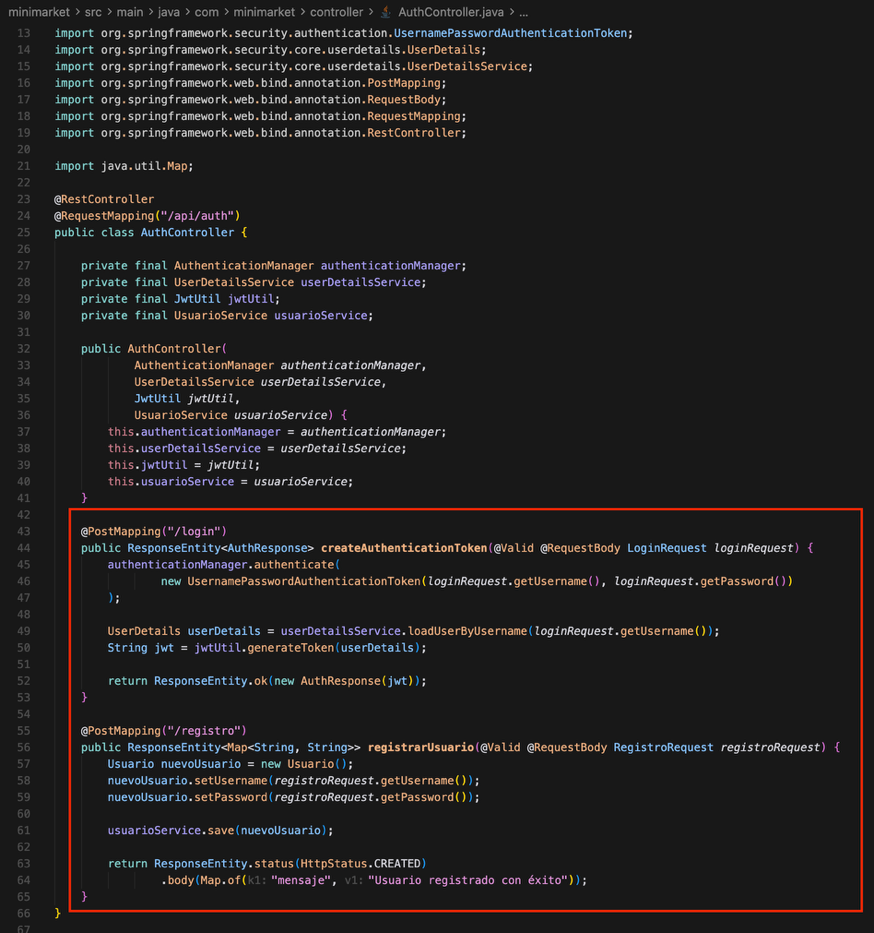 minimarket > src > main > java > com > minimarket > controller > AuthController.java > ...
13 import org.springframework.security.authentication.UsernamePasswordAuthenticationToken;
14 import org.springframework.security.core.userdetails.UserDetails;
15 import org.springframework.security.core.userdetails.UserDetailsService;
16 import org.springframework.web.bind.annotation.PostMapping;
17 import org.springframework.web.bind.annotation.RequestBody;
18 import org.springframework.web.bind.annotation.RequestMapping;
19 import org.springframework.web.bind.annotation.RestController;
20
21 import java.util.Map;
22
23 @RestController
24 @RequestMapping("/api/auth")
25 public class AuthController {
26
27     private final AuthenticationManager authenticationManager;
28     private final UserDetailsService userDetailsService;
29     private final JwtUtil jwtUtil;
30     private final UsuarioService usuarioService;
31
32     public AuthController(
33             AuthenticationManager authenticationManager,
34             UserDetailsService userDetailsService,
35             JwtUtil jwtUtil,
36             UsuarioService usuarioService) {
37         this.authenticationManager = authenticationManager;
38         this.userDetailsService = userDetailsService;
39         this.jwtUtil = jwtUtil;
40         this.usuarioService = usuarioService;
41     }
42
43     @PostMapping("/login")
44     public ResponseEntity<AuthResponse> createAuthenticationToken(@Valid @RequestBody LoginRequest loginRequest) {
45         authenticationManager.authenticate(
46                 new UsernamePasswordAuthenticationToken(loginRequest.getUsername(), loginRequest.getPassword())
47         );
48
49         UserDetails userDetails = userDetailsService.loadUserByUsername(loginRequest.getUsername());
50         String jwt = jwtUtil.generateToken(userDetails);
51
52         return ResponseEntity.ok(new AuthResponse(jwt));
53     }
54
55     @PostMapping("/registro")
56     public ResponseEntity<Map<String, String>> registrarUsuario(@Valid @RequestBody RegistroRequest registroRequest) {
57         Usuario nuevoUsuario = new Usuario();
58         nuevoUsuario.setUsername(registroRequest.getUsername());
59         nuevoUsuario.setPassword(registroRequest.getPassword());
60
61         usuarioService.save(nuevoUsuario);
62
63         return ResponseEntity.status(HttpStatus.CREATED)
64                 .body(Map.of(k1: "mensaje", v1: "Usuario registrado con éxito"));
65     }
66 }
67